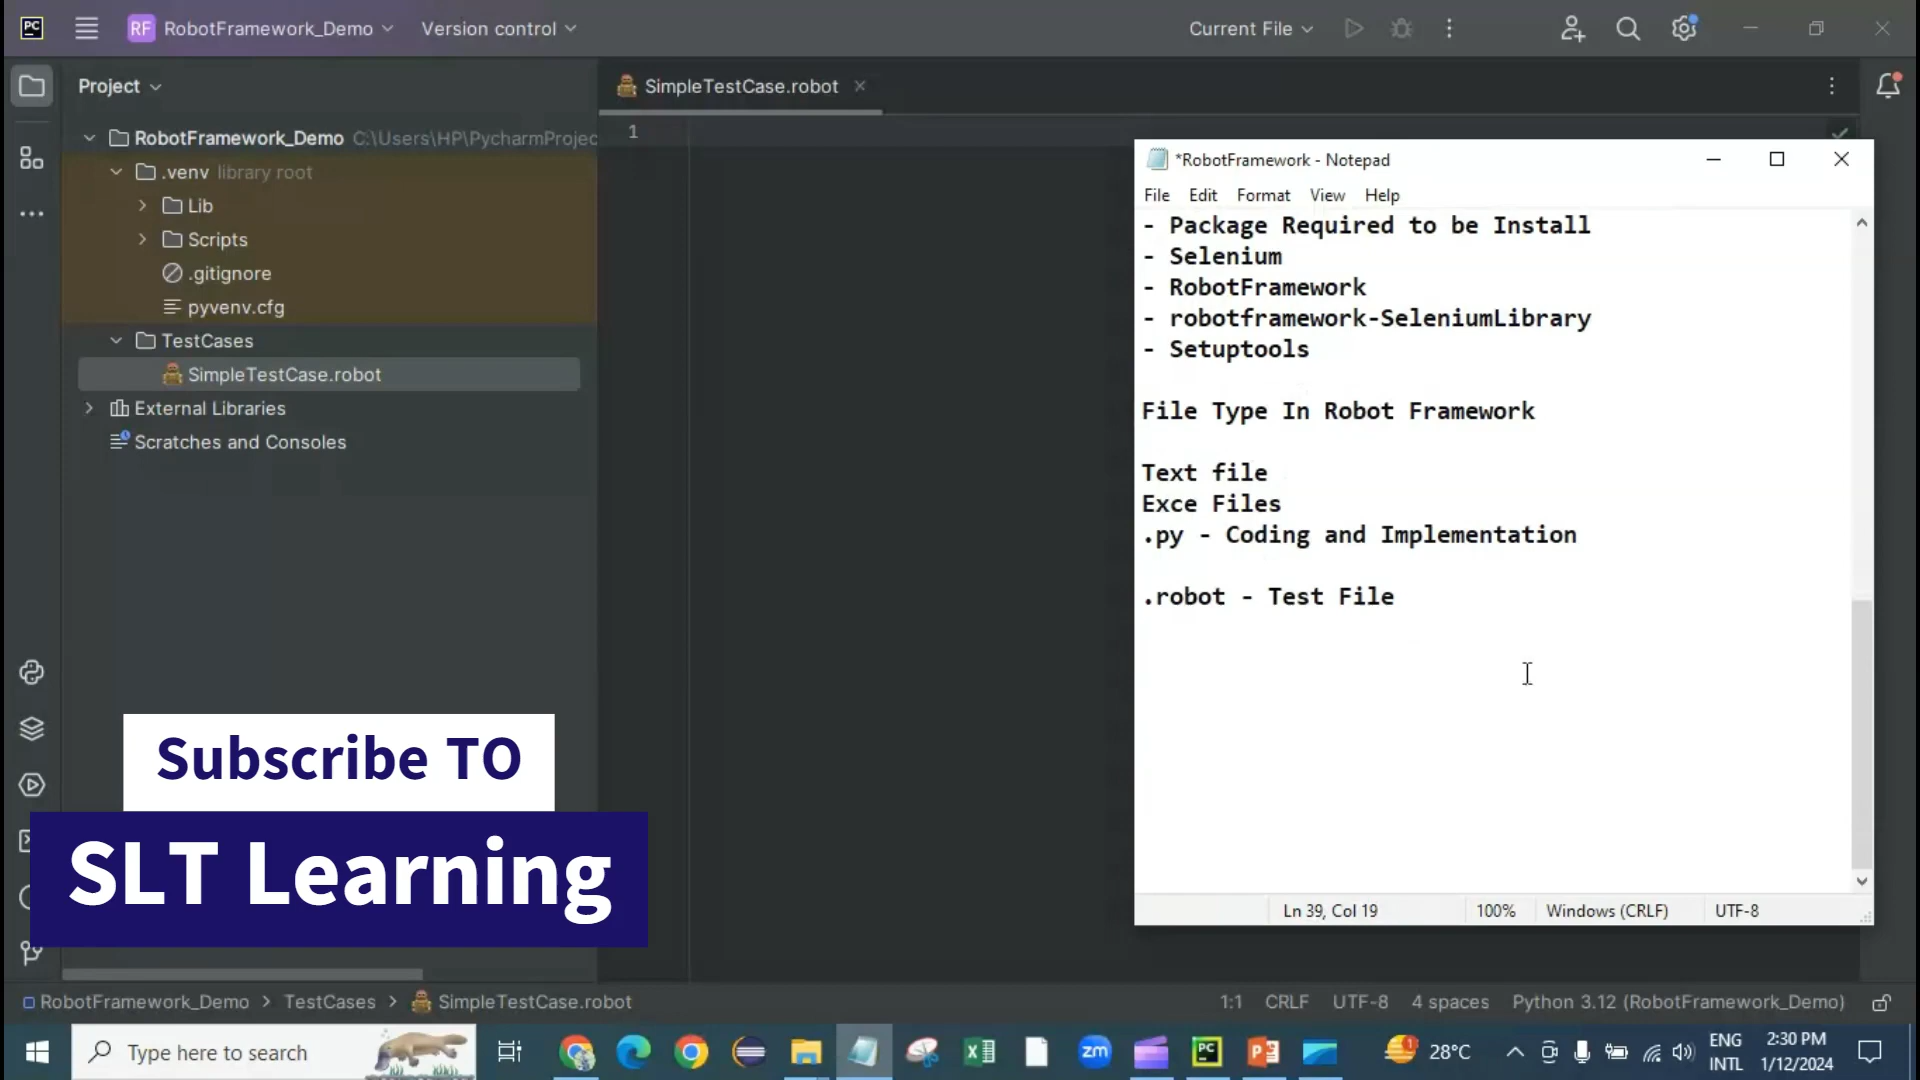 PC
RF RobotFramework_Demo
Version control
Current File
Project
SimpleTestCase.robot
RobotFramework_Demo C:\Users\HP\PycharmProjec
.venv library root
Lib
Scripts
.gitignore
pyvenv.cfg
TestCases
SimpleTestCase.robot
External Libraries
Scratches and Consoles
1
*RobotFramework - Notepad
File Edit Format View Help
- Package Required to be Install
- Selenium
- RobotFramework
- robotframework-SeleniumLibrary
- Setuptools
File Type In Robot Framework
Text file
Exce Files
.py - Coding and Implementation
.robot - Test File
Ln 39, Col 19 100% Windows (CRLF) UTF-8
Subscribe TO
SLT Learning
RobotFramework_Demo > TestCases > SimpleTestCase.robot
1:1 CRLF UTF-8 4 spaces Python 3.12 (RobotFramework_Demo)
Type here to search
zm
PC
1
28°C
ENG
INTL
2:30 PM
1/12/2024